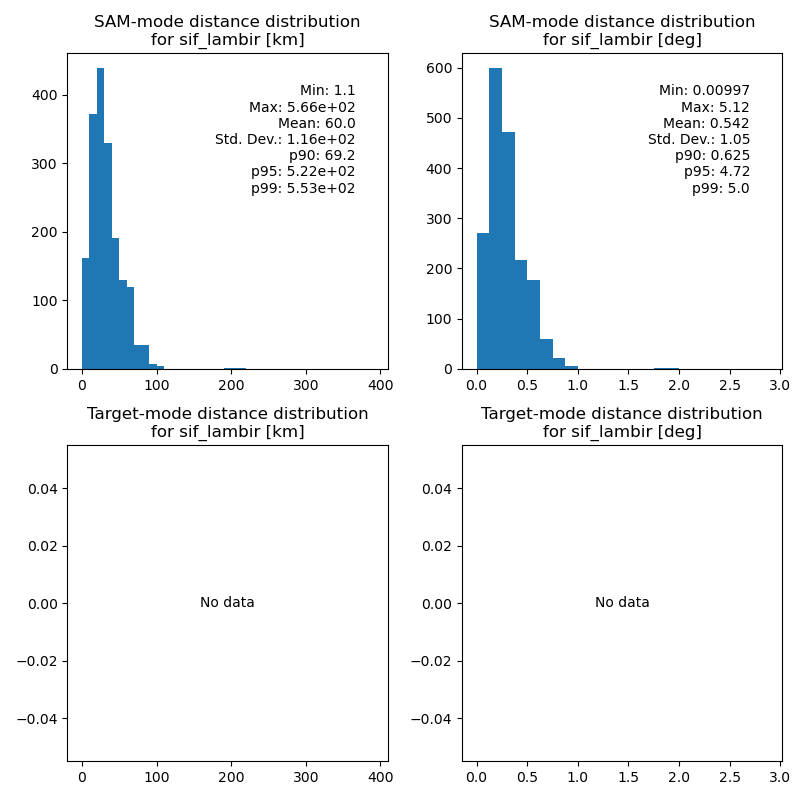 SAM-mode distance distribution
for sif_lambir [km]
400
300
200
100
0
Min: 1.1
Max: 5.66e+02
Mean: 60.0
Std. Dev.: 1.16e+02
p90: 69.2
p95: 5.22e+02
p99: 5.53e+02
0 100 200 300 400
SAM-mode distance distribution
for sif_lambir [deg]
600
500
400
300
200
100
0
Min: 0.00997
Max: 5.12
Mean: 0.542
Std. Dev.: 1.05
p90: 0.625
p95: 4.72
p99: 5.0
0.0 0.5 1.0 1.5 2.0 2.5 3.0
Target-mode distance distribution
for sif_lambir [km]
0.04
0.02
0.00
−0.02
−0.04
No data
0 100 200 300 400
Target-mode distance distribution
for sif_lambir [deg]
0.04
0.02
0.00
−0.02
−0.04
No data
0.0 0.5 1.0 1.5 2.0 2.5 3.0